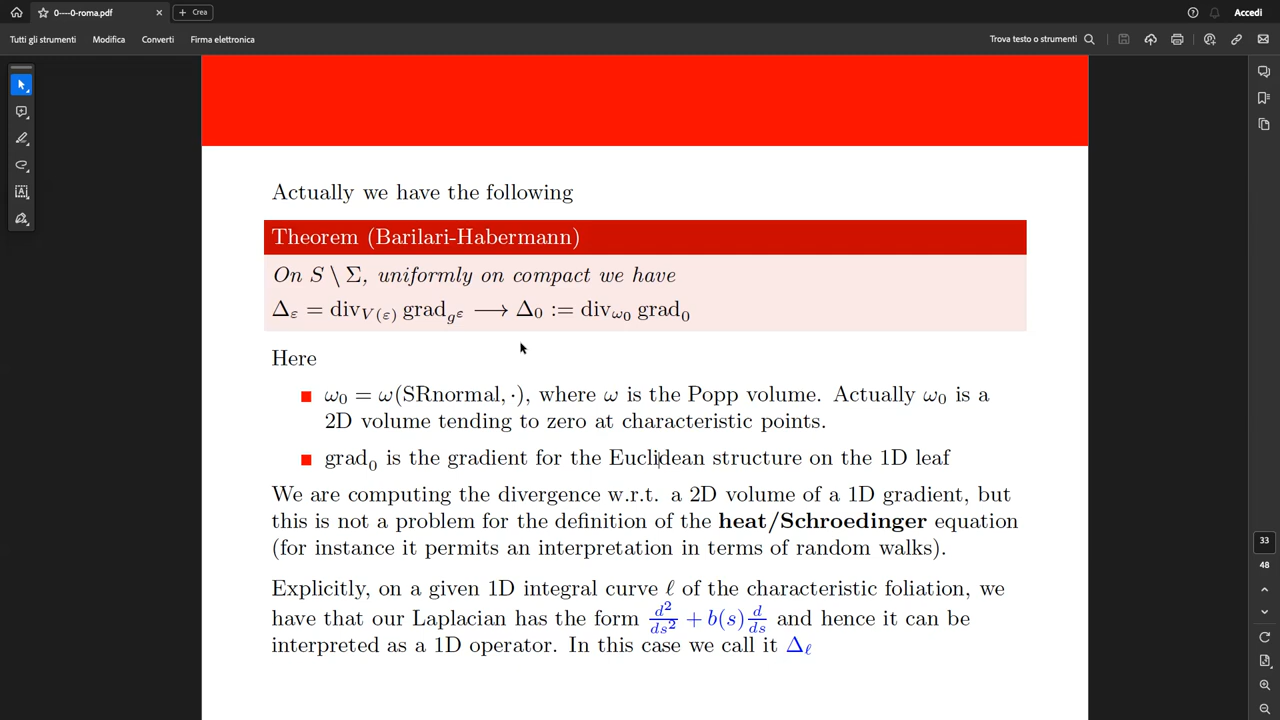 0----0-roma.pdf
Crea
Accedi
Tutti gli strumenti Modifica Converti Firma elettronica
Trova testo o strumenti
Actually we have the following
Theorem (Barilari-Habermann)
On S \ Σ, uniformly on compact we have
Δ_ε = div_{V(ε)} grad_{g^ε} ⟶ Δ_0 := div_{ω_0} grad_0
Here
ω_0 = ω(SRnormal, ·), where ω is the Popp volume. Actually ω_0 is a
2D volume tending to zero at characteristic points.
grad_0 is the gradient for the Euclidean structure on the 1D leaf
We are computing the divergence w.r.t. a 2D volume of a 1D gradient, but
this is not a problem for the definition of the heat/Schroedinger equation
(for instance it permits an interpretation in terms of random walks).
Explicitly, on a given 1D integral curve ℓ of the characteristic foliation, we
have that our Laplacian has the form d²/ds² + b(s) d/ds and hence it can be
interpreted as a 1D operator. In this case we call it Δ_ℓ
33
48